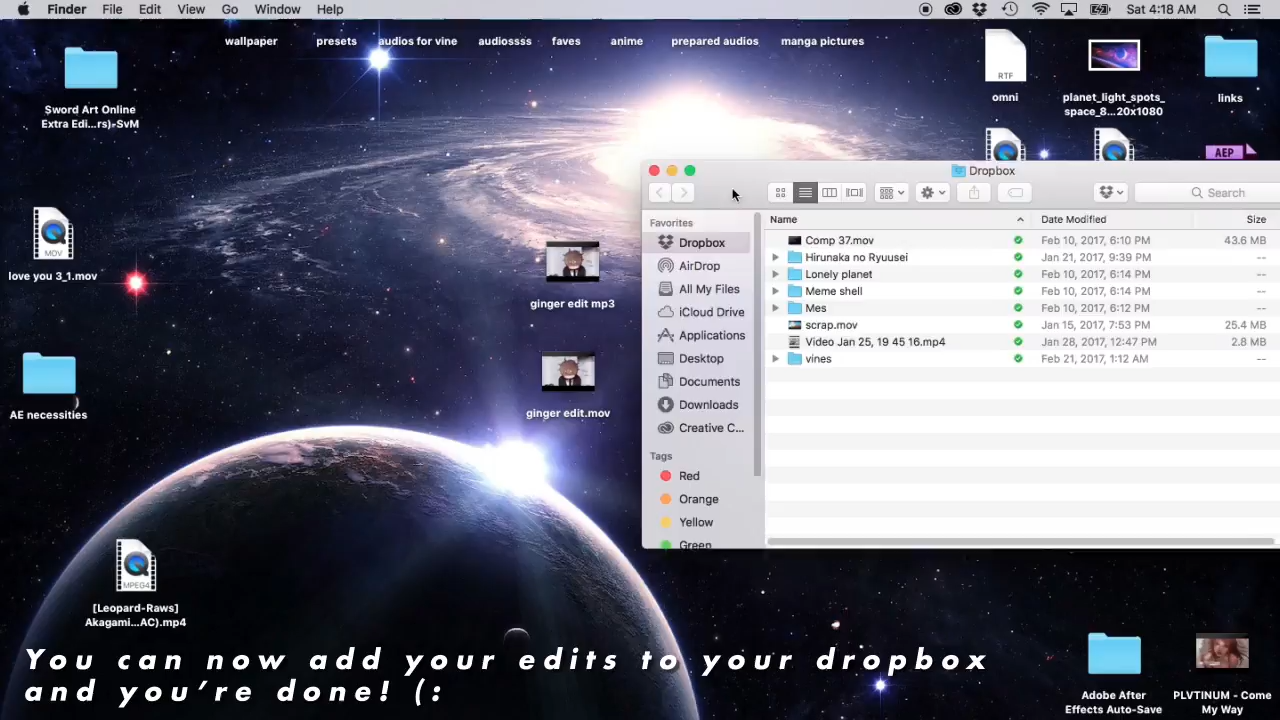 Finder File Edit View Go Window Help Sat 4:18 AM
wallpaper presets audios for vine audiossss faves anime prepared audios manga pictures
Sword Art Online
Extra Edi...rs)-SvM
RTF
omni
planet_light_spots_
space_8...20x1080
links
AEP
MOV
love you 3_1.mov
AE necessities
ginger edit mp3
ginger edit.mov
MPEG4
[Leopard-Raws]
Akagami...AC).mp4
Dropbox
Search
Favorites
Dropbox
AirDrop
All My Files
iCloud Drive
Applications
Desktop
Documents
Downloads
Creative C...
Tags
Red
Orange
Yellow
Green
Name Date Modified Size
Comp 37.mov Feb 10, 2017, 6:10 PM 43.6 MB
Hirunaka no Ryuusei Jan 21, 2017, 9:39 PM --
Lonely planet Feb 10, 2017, 6:14 PM --
Meme shell Feb 10, 2017, 6:14 PM --
Mes Feb 10, 2017, 6:12 PM --
scrap.mov Jan 15, 2017, 7:53 PM 25.4 MB
Video Jan 25, 19 45 16.mp4 Jan 28, 2017, 12:47 PM 2.8 MB
vines Feb 21, 2017, 1:12 AM --
Adobe After
Effects Auto-Save
PLVTINUM - Come
My Way
You can now add your edits to your dropbox
and you're done! (: